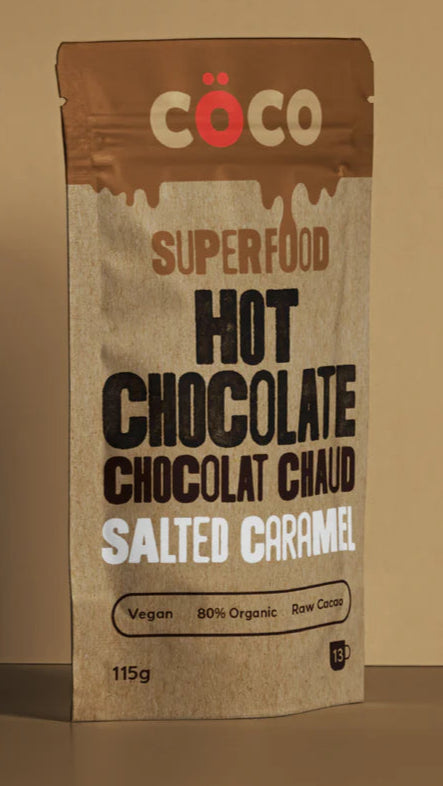 CÖCO
SUPERFOOD
HOT
CHOCOLATE
CHOCOLAT CHAUD
SALTED CARAMEL
Vegan 80% Organic Raw Cacao
115g
13